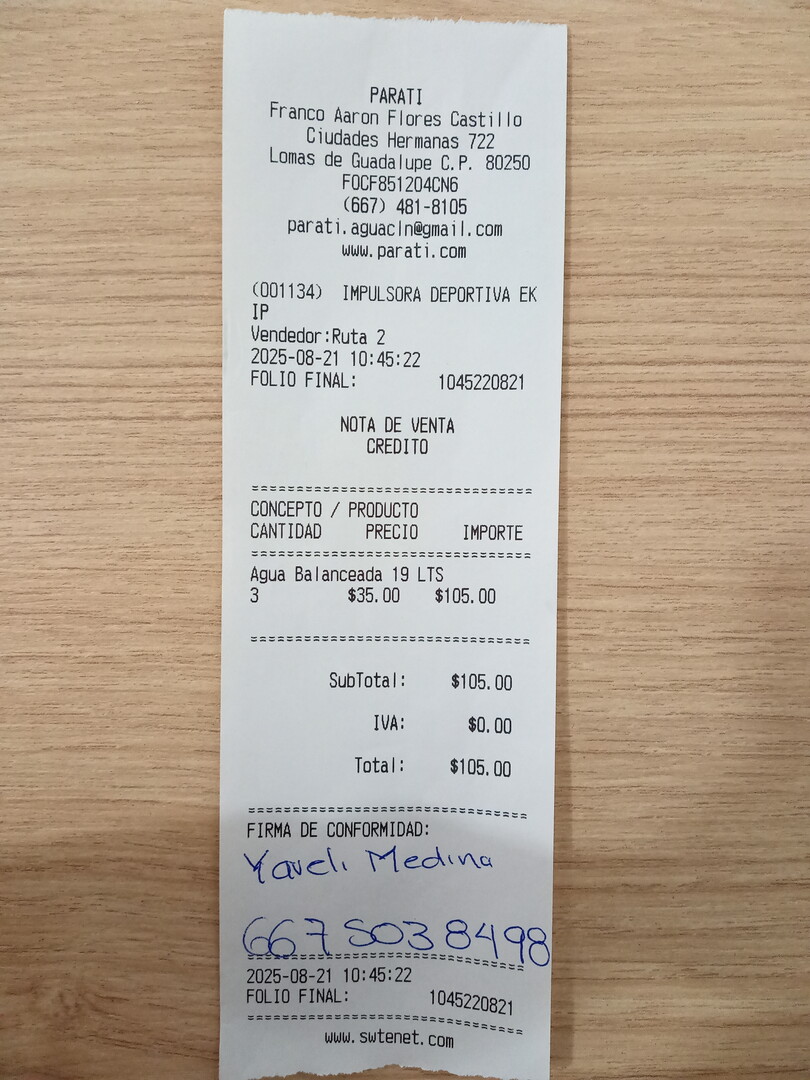 PARATI
Franco Aaron Flores Castillo
Ciudades Hermanas 722
Lomas de Guadalupe C.P. 80250
FOCF851204CN6
(667) 481-8105
parati.aguacln@gmail.com
www.parati.com
(001134) IMPULSORA DEPORTIVA EK
IP
Vendedor:Ruta 2
2025-08-21 10:45:22
FOLIO FINAL: 1045220821
NOTA DE VENTA
CREDITO
================================
CONCEPTO / PRODUCTO
CANTIDAD PRECIO IMPORTE
================================
Agua Balanceada 19 LTS
3 $35.00 $105.00
================================
SubTotal: $105.00
IVA: $0.00
Total: $105.00
================================
FIRMA DE CONFORMIDAD:
Yaveli Medina
667 503 8498
================================
2025-08-21 10:45:22
FOLIO FINAL: 1045220821
================================
www.swtenet.com